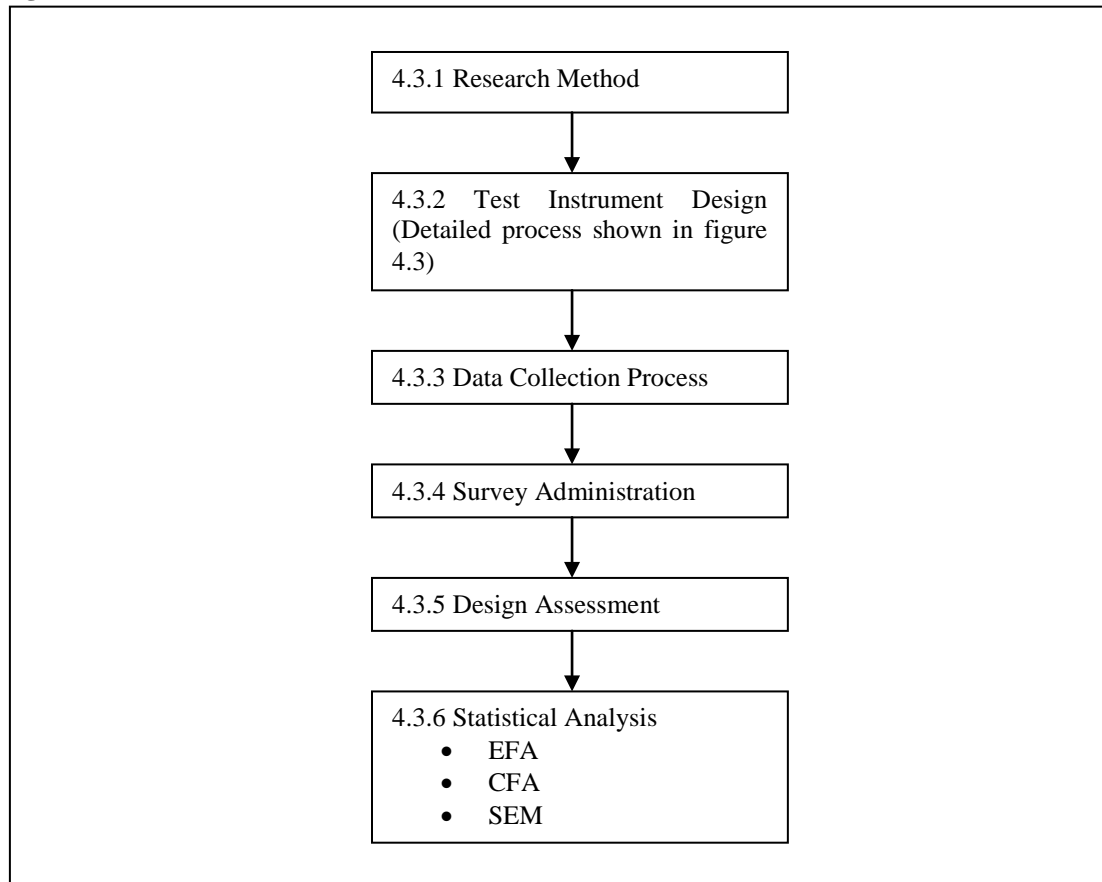 4.3.1 Research Method
4.3.2 Test Instrument Design
(Detailed process shown in figure
4.3)
4.3.3 Data Collection Process
4.3.4 Survey Administration
4.3.5 Design Assessment
4.3.6 Statistical Analysis
• EFA
• CFA
• SEM